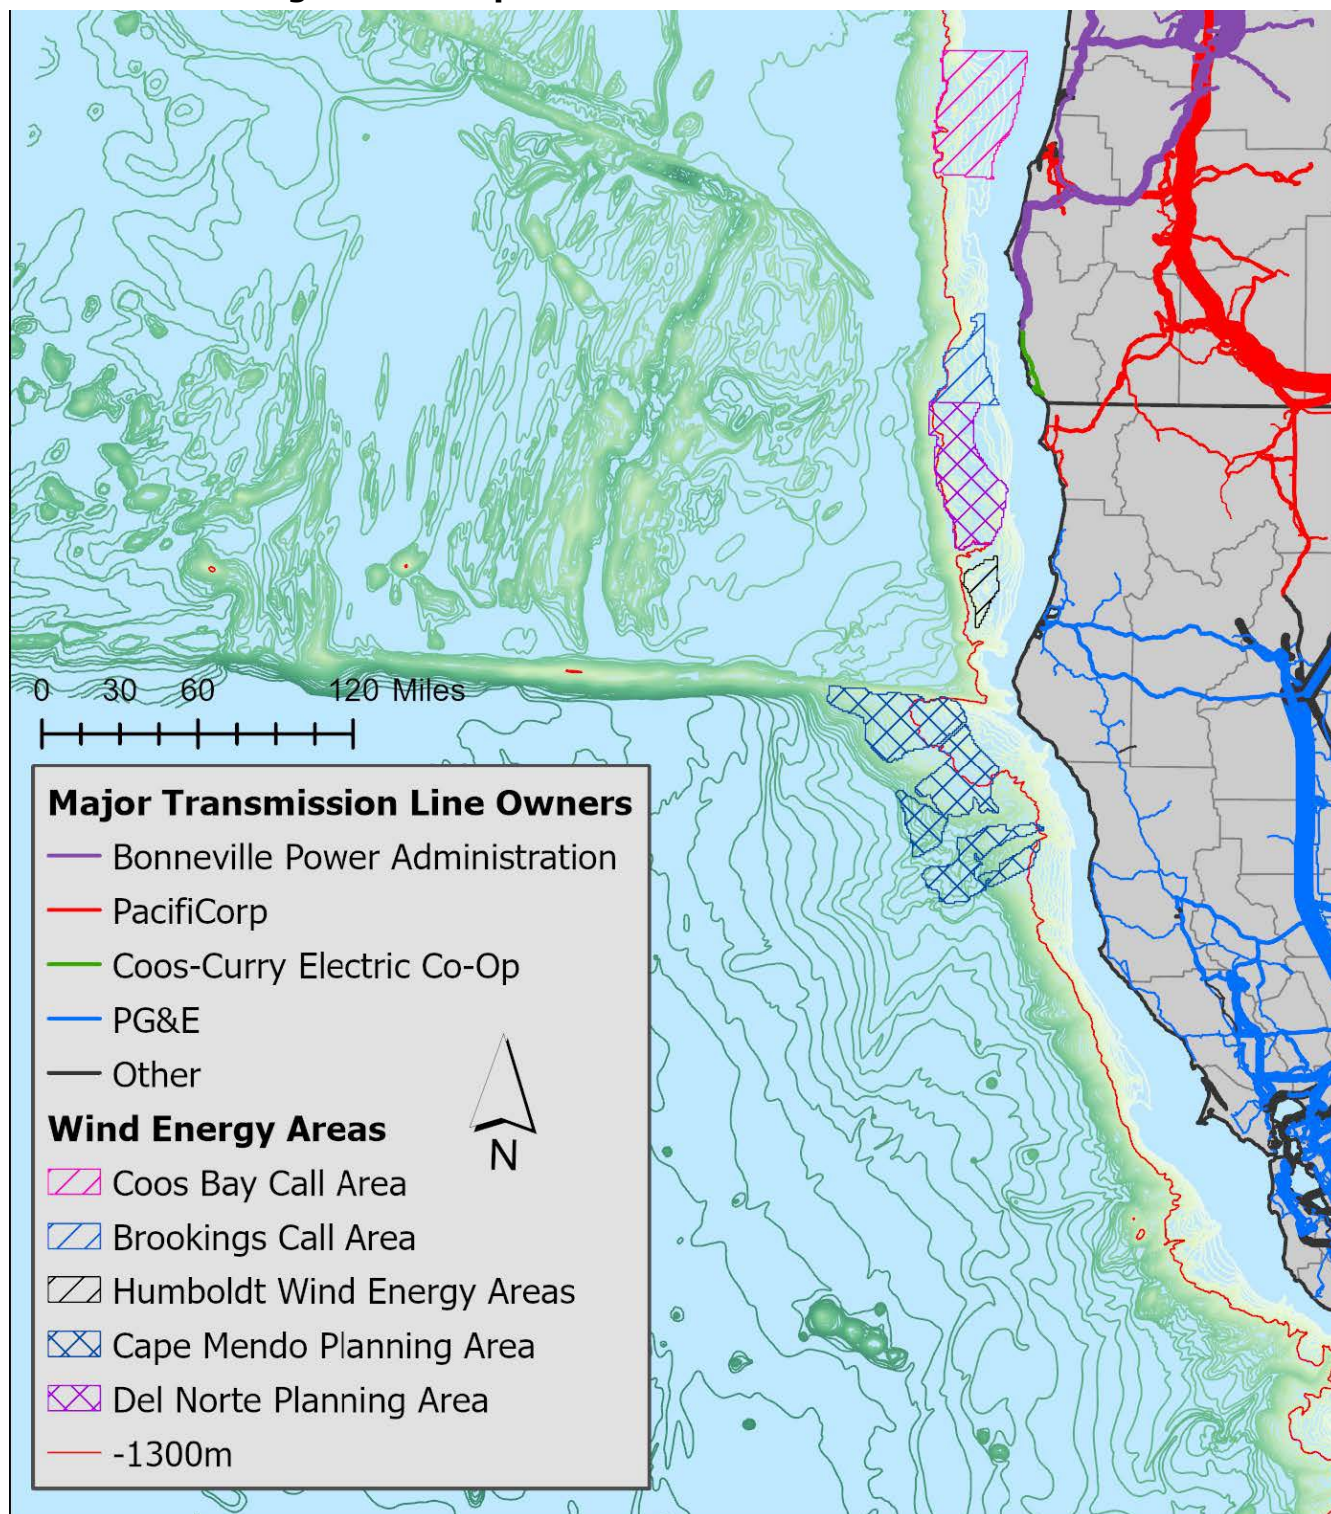 0 30 60 120 Miles
Major Transmission Line Owners
Bonneville Power Administration
PacifiCorp
Coos-Curry Electric Co-Op
PG&E
Other
N
Wind Energy Areas
Coos Bay Call Area
Brookings Call Area
Humboldt Wind Energy Areas
Cape Mendo Planning Area
Del Norte Planning Area
-1300m